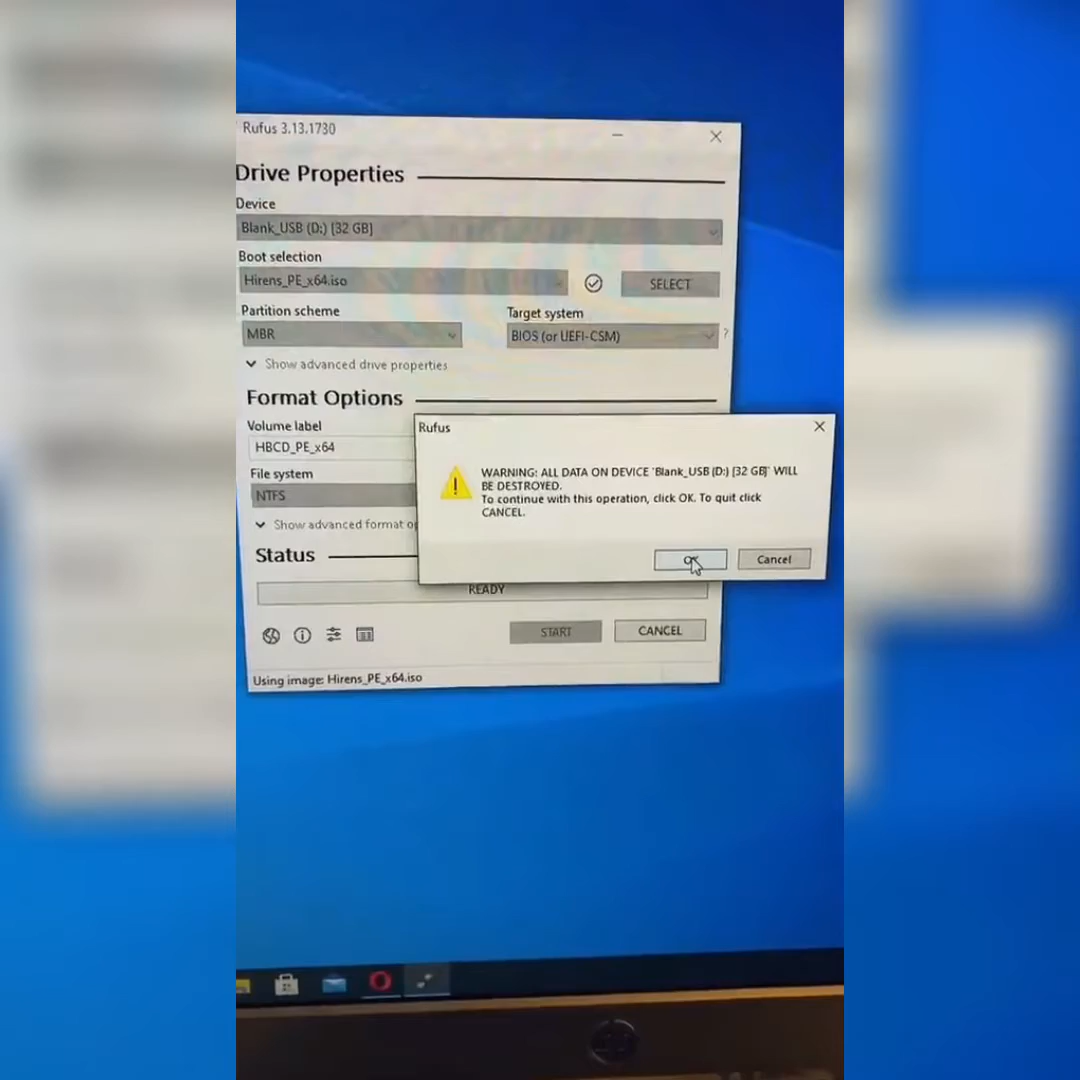 Rufus 3.13.1730
Drive Properties
Device
Blank_USB (D:) [32 GB]
Boot selection
Hirens_PE_x64.iso
SELECT
Partition scheme
Target system
MBR
BIOS (or UEFI-CSM)
?
Show advanced drive properties
Format Options
Volume label
HBCD_PE_x64
File system
NTFS
Show advanced format op
Rufus
WARNING: ALL DATA ON DEVICE 'Blank_USB (D:) [32 GB]' WILL
BE DESTROYED.
To continue with this operation, click OK. To quit click
CANCEL.
OK
Cancel
Status
READY
START
CANCEL
Using image: Hirens_PE_x64.iso
hp